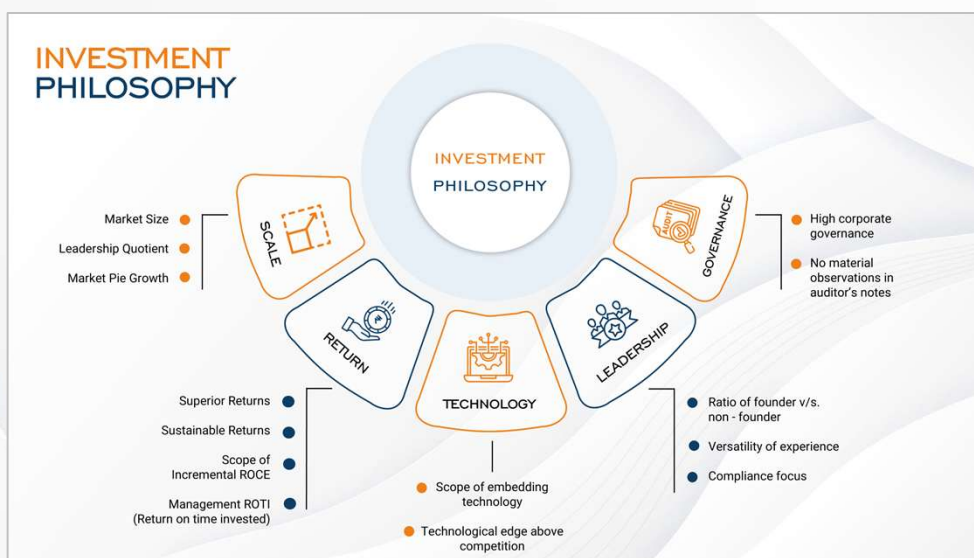 INVESTMENT
PHILOSOPHY
INVESTMENT
PHILOSOPHY
SCALE
Market Size
Leadership Quotient
Market Pie Growth
RETURN
Superior Returns
Sustainable Returns
Scope of
Incremental ROCE
Management ROTI
(Return on time invested)
TECHNOLOGY
Scope of embedding
technology
Technological edge above
competition
LEADERSHIP
Ratio of founder v/s.
non - founder
Versatility of experience
Compliance focus
AUDIT
GOVERNANCE
High corporate
governance
No material
observations in
auditor's notes
₹